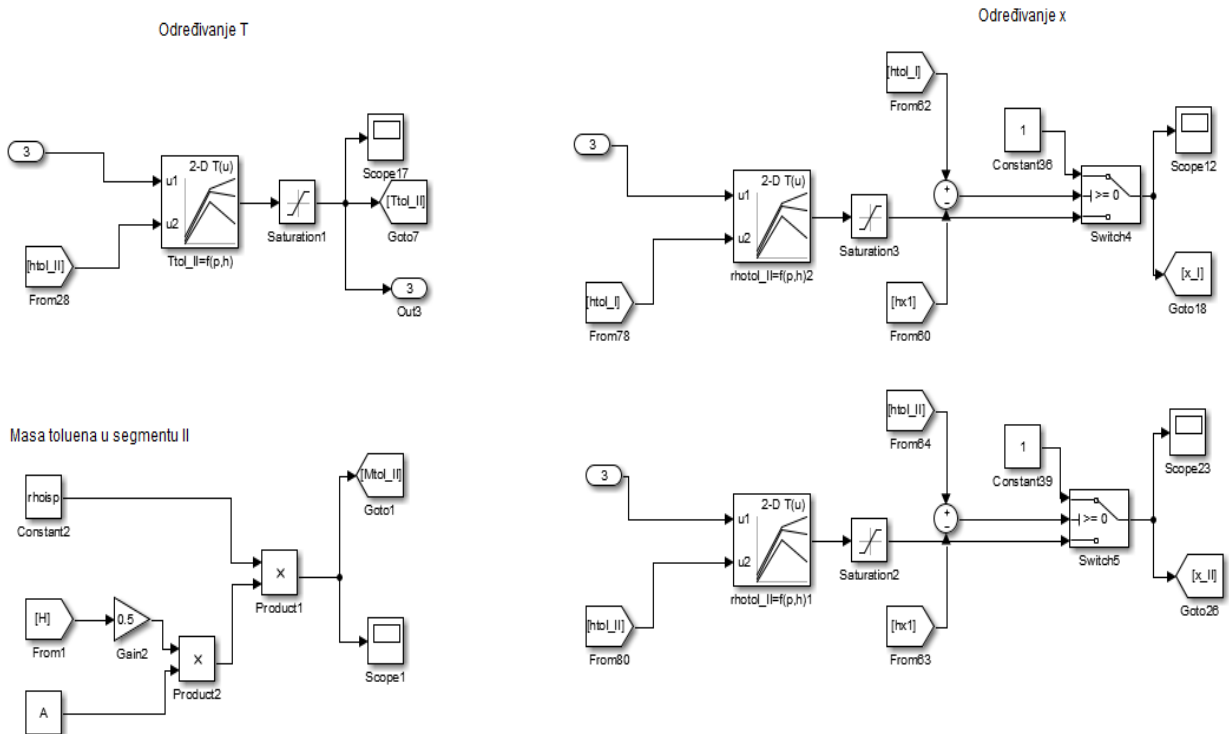 Određivanje T
3
[htol_II]
From28
2-D T(u)
u1
u2
Ttol_II=f(p,h)
Saturation1
Scope17
[Ttol_II]
Goto7
3
Out3
Određivanje x
[htol_I]
From62
3
2-D T(u)
u1
u2
rhotol_II=f(p,h)2
[htol_I]
From78
Saturation3
+
−
[hx1]
From60
1
Constant36
>= 0
Switch4
Scope12
[x_I]
Goto18
Masa toluena u segmentu II
rhoisp
Constant2
[H]
From1
0.5
Gain2
A
×
Product2
×
Product1
[Mtol_II]
Goto1
Scope1
[htol_II]
From64
3
2-D T(u)
u1
u2
rhotol_II=f(p,h)1
[htol_II]
From80
Saturation2
+
−
[hx1]
From63
1
Constant39
>= 0
Switch5
Scope23
[x_II]
Goto26